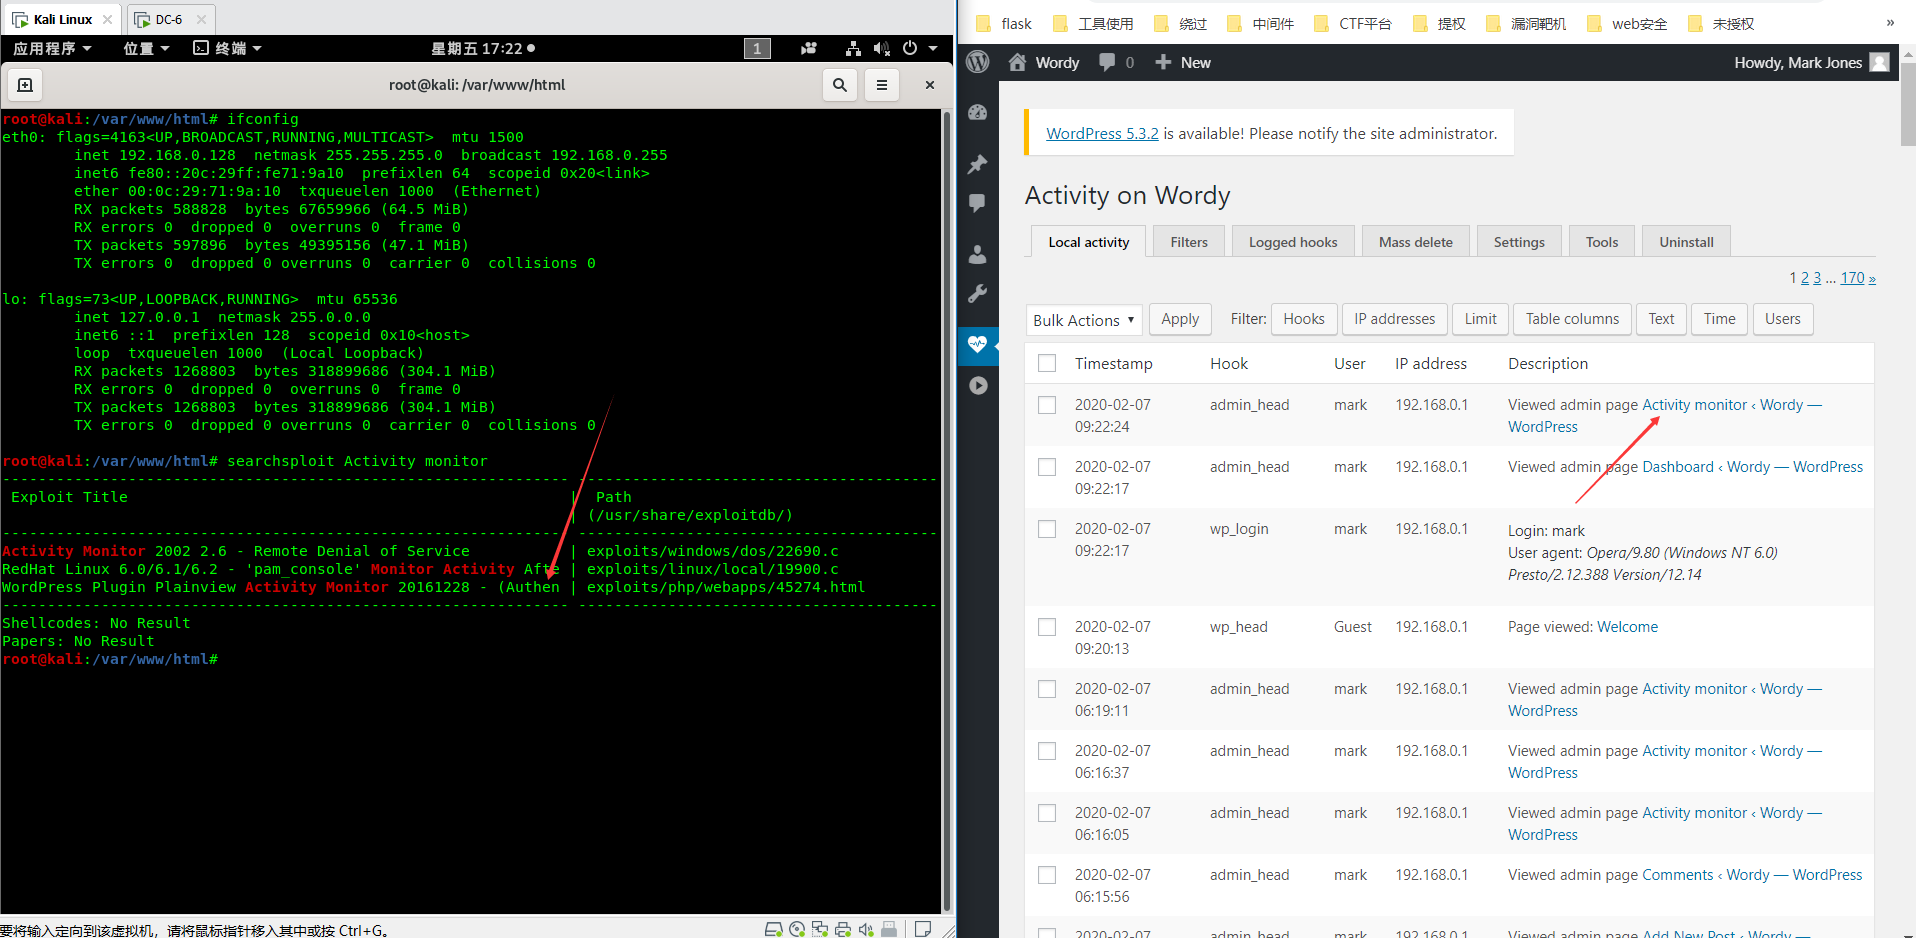 Kali Linux
DC-6
应用程序
位置
终端
星期五 17:22
1
root@kali: /var/www/html
root@kali:/var/www/html# ifconfig
eth0: flags=4163<UP,BROADCAST,RUNNING,MULTICAST>  mtu 1500
inet 192.168.0.128  netmask 255.255.255.0  broadcast 192.168.0.255
inet6 fe80::20c:29ff:fe71:9a10  prefixlen 64  scopeid 0x20<link>
ether 00:0c:29:71:9a:10  txqueuelen 1000  (Ethernet)
RX packets 588828  bytes 67659966 (64.5 MiB)
RX errors 0  dropped 0  overruns 0  frame 0
TX packets 597896  bytes 49395156 (47.1 MiB)
TX errors 0  dropped 0 overruns 0  carrier 0  collisions 0
lo: flags=73<UP,LOOPBACK,RUNNING>  mtu 65536
inet 127.0.0.1  netmask 255.0.0.0
inet6 ::1  prefixlen 128  scopeid 0x10<host>
loop  txqueuelen 1000  (Local Loopback)
RX packets 1268803  bytes 318899686 (304.1 MiB)
RX errors 0  dropped 0  overruns 0  frame 0
TX packets 1268803  bytes 318899686 (304.1 MiB)
TX errors 0  dropped 0 overruns 0  carrier 0  collisions 0
root@kali:/var/www/html# searchsploit Activity monitor
Exploit Title | Path
| (/usr/share/exploitdb/)
Activity Monitor 2002 2.6 - Remote Denial of Service | exploits/windows/dos/22690.c
RedHat Linux 6.0/6.1/6.2 - 'pam_console' Monitor Activity Afte | exploits/linux/local/19900.c
WordPress Plugin Plainview Activity Monitor 20161228 - (Authen | exploits/php/webapps/45274.html
Shellcodes: No Result
Papers: No Result
root@kali:/var/www/html#
要将输入定向到该虚拟机，请将鼠标指针移入其中或按 Ctrl+G。
flask
工具使用
绕过
中间件
CTF平台
提权
漏洞靶机
web安全
未授权
»
Wordy
0
New
Howdy, Mark Jones
WordPress 5.3.2 is available! Please notify the site administrator.
Activity on Wordy
Local activity
Filters
Logged hooks
Mass delete
Settings
Tools
Uninstall
1 2 3 … 170 »
Bulk Actions
Apply
Filter:
Hooks
IP addresses
Limit
Table columns
Text
Time
Users
Timestamp Hook User IP address Description
2020-02-07 admin_head mark 192.168.0.1 Viewed admin page Activity monitor ‹ Wordy —
09:22:24 WordPress
2020-02-07 admin_head mark 192.168.0.1 Viewed admin page Dashboard ‹ Wordy — WordPress
09:22:17
2020-02-07 wp_login mark 192.168.0.1 Login: mark
09:22:17 User agent: Opera/9.80 (Windows NT 6.0)
Presto/2.12.388 Version/12.14
2020-02-07 wp_head Guest 192.168.0.1 Page viewed: Welcome
09:20:13
2020-02-07 admin_head mark 192.168.0.1 Viewed admin page Activity monitor ‹ Wordy —
06:19:11 WordPress
2020-02-07 admin_head mark 192.168.0.1 Viewed admin page Activity monitor ‹ Wordy —
06:16:37 WordPress
2020-02-07 admin_head mark 192.168.0.1 Viewed admin page Activity monitor ‹ Wordy —
06:16:05 WordPress
2020-02-07 admin_head mark 192.168.0.1 Viewed admin page Comments ‹ Wordy — WordPress
06:15:56
2020-02-07 admin_head mark 192.168.0.1 Viewed admin page Add New Post ‹ Wordy —